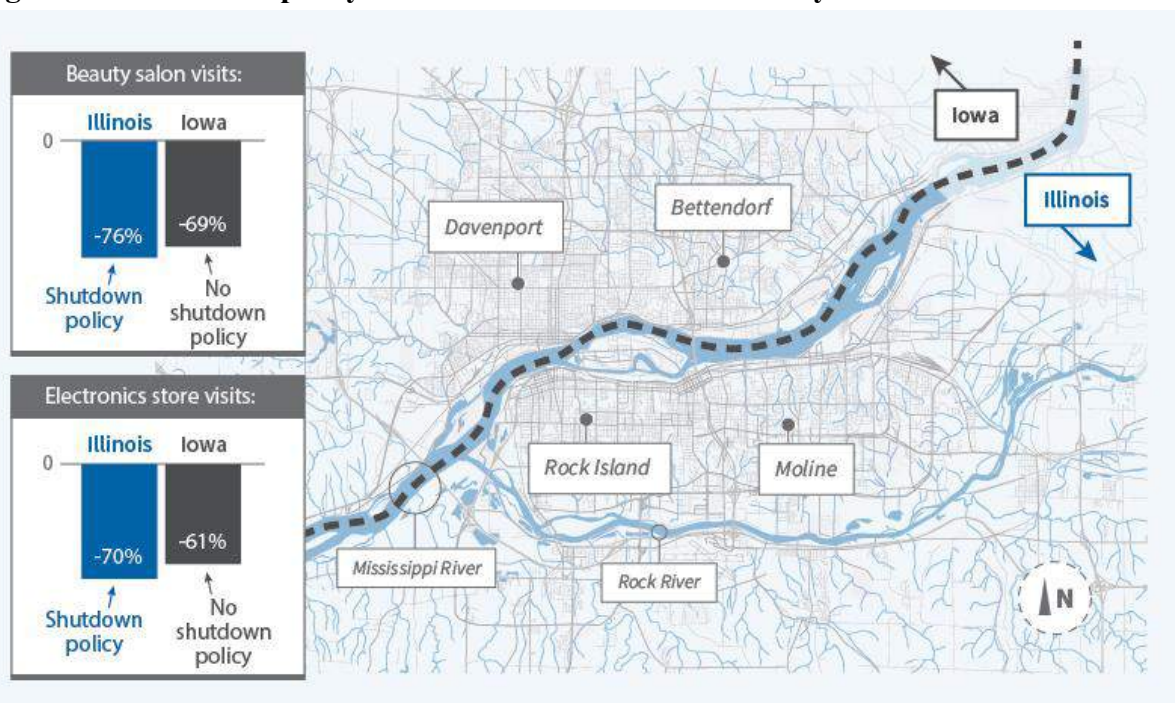 Beauty salon visits:
Illinois Iowa
0
-76% -69%
Shutdown
policy
No
shutdown
policy
Electronics store visits:
Illinois Iowa
0
-70% -61%
Shutdown
policy
No
shutdown
policy
Iowa
Illinois
Bettendorf
Davenport
Rock Island
Moline
Mississippi River
Rock River
N